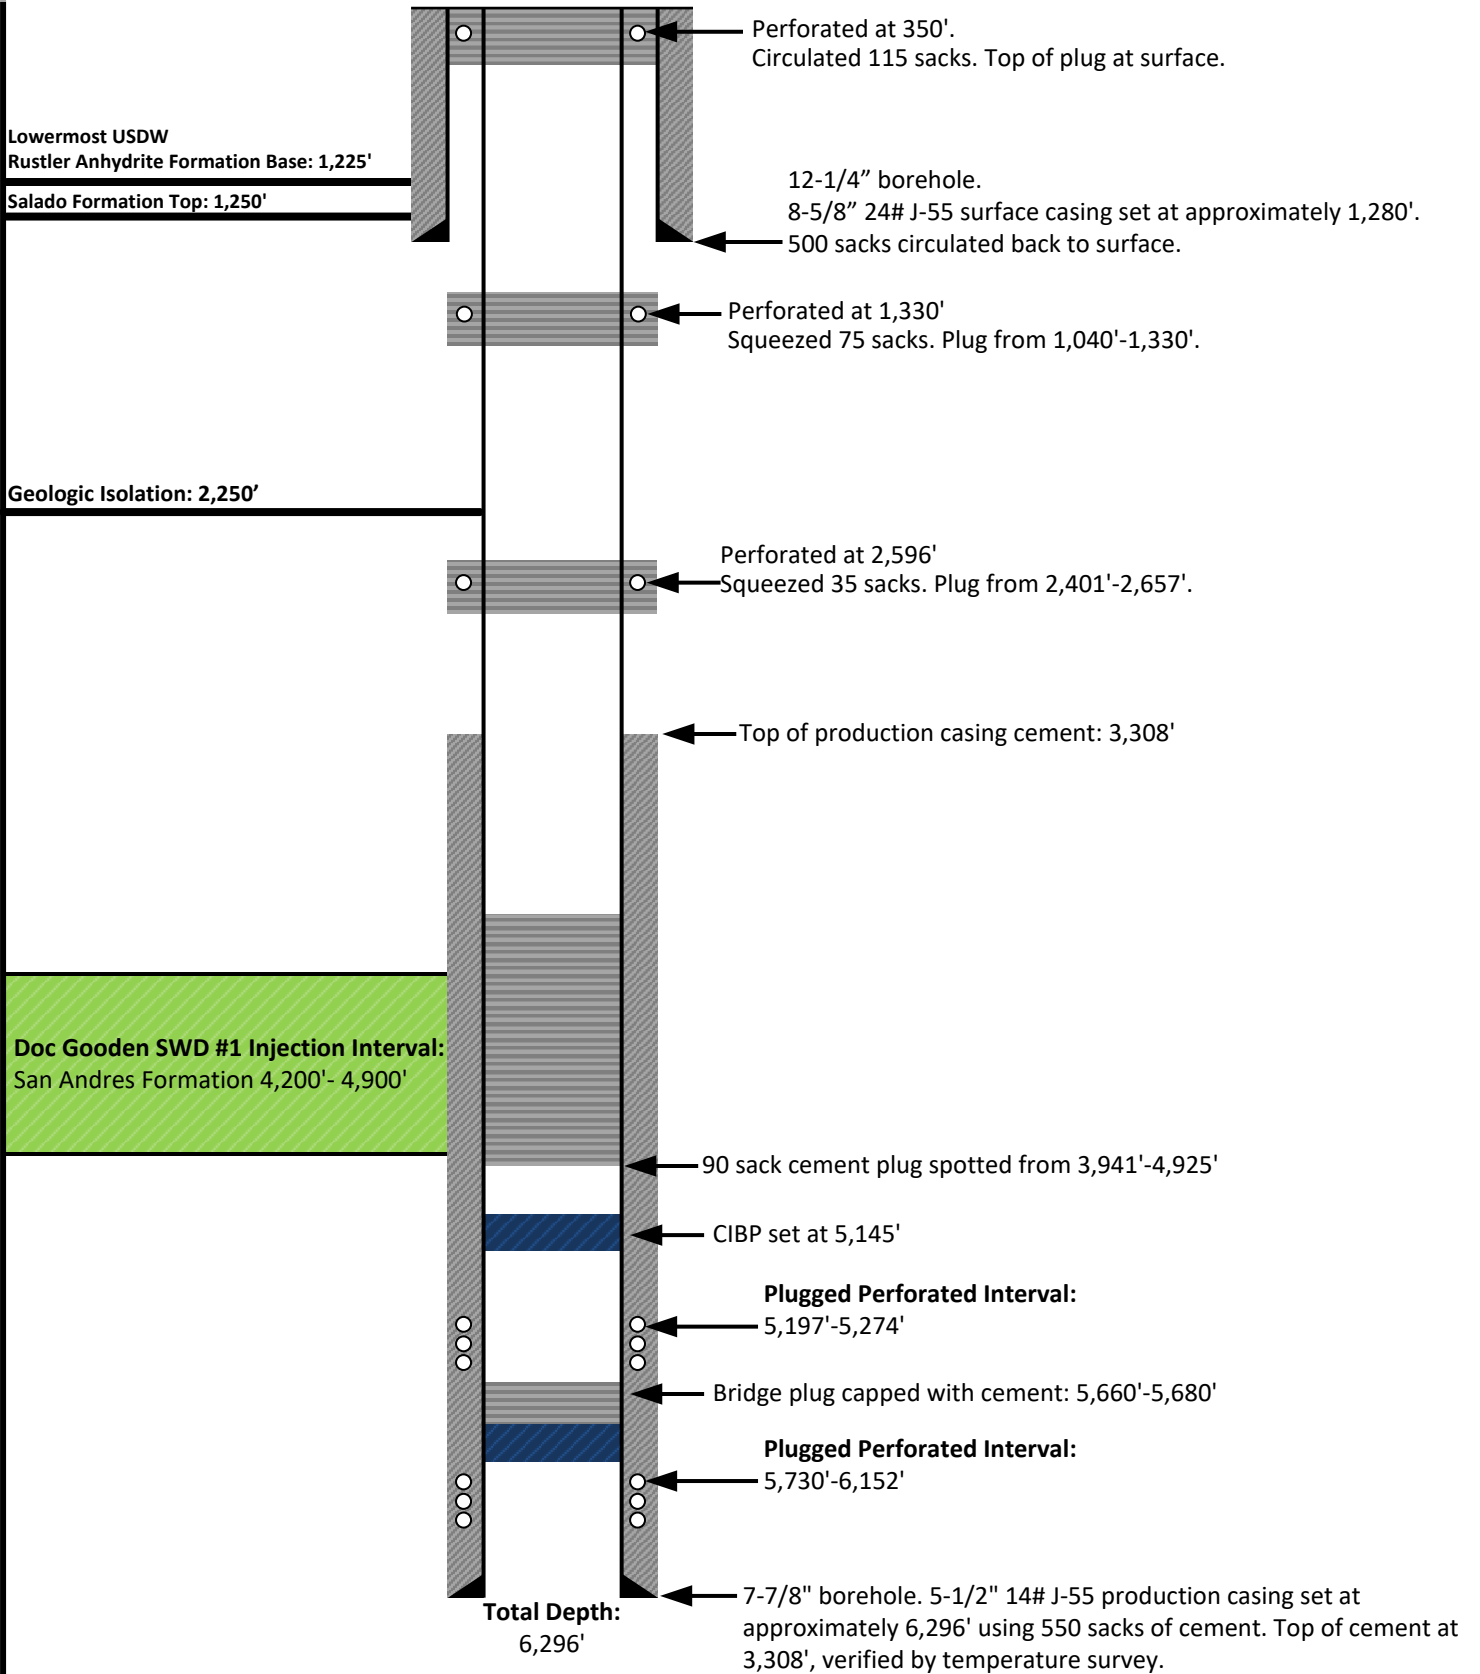 Perforated at 350'.
Circulated 115 sacks. Top of plug at surface.
Lowermost USDW
Rustler Anhydrite Formation Base: 1,225'
Salado Formation Top: 1,250'
12-1/4” borehole.
8-5/8” 24# J-55 surface casing set at approximately 1,280'.
500 sacks circulated back to surface.
Perforated at 1,330'
Squeezed 75 sacks. Plug from 1,040'-1,330'.
Geologic Isolation: 2,250’
Perforated at 2,596'
Squeezed 35 sacks. Plug from 2,401'-2,657'.
Top of production casing cement: 3,308'
Doc Gooden SWD #1 Injection Interval:
San Andres Formation 4,200'- 4,900'
90 sack cement plug spotted from 3,941'-4,925'
CIBP set at 5,145'
Plugged Perforated Interval:
5,197'-5,274'
Bridge plug capped with cement: 5,660'-5,680'
Plugged Perforated Interval:
5,730'-6,152'
Total Depth:
6,296'
7-7/8" borehole. 5-1/2" 14# J-55 production casing set at
approximately 6,296' using 550 sacks of cement. Top of cement at
3,308', verified by temperature survey.